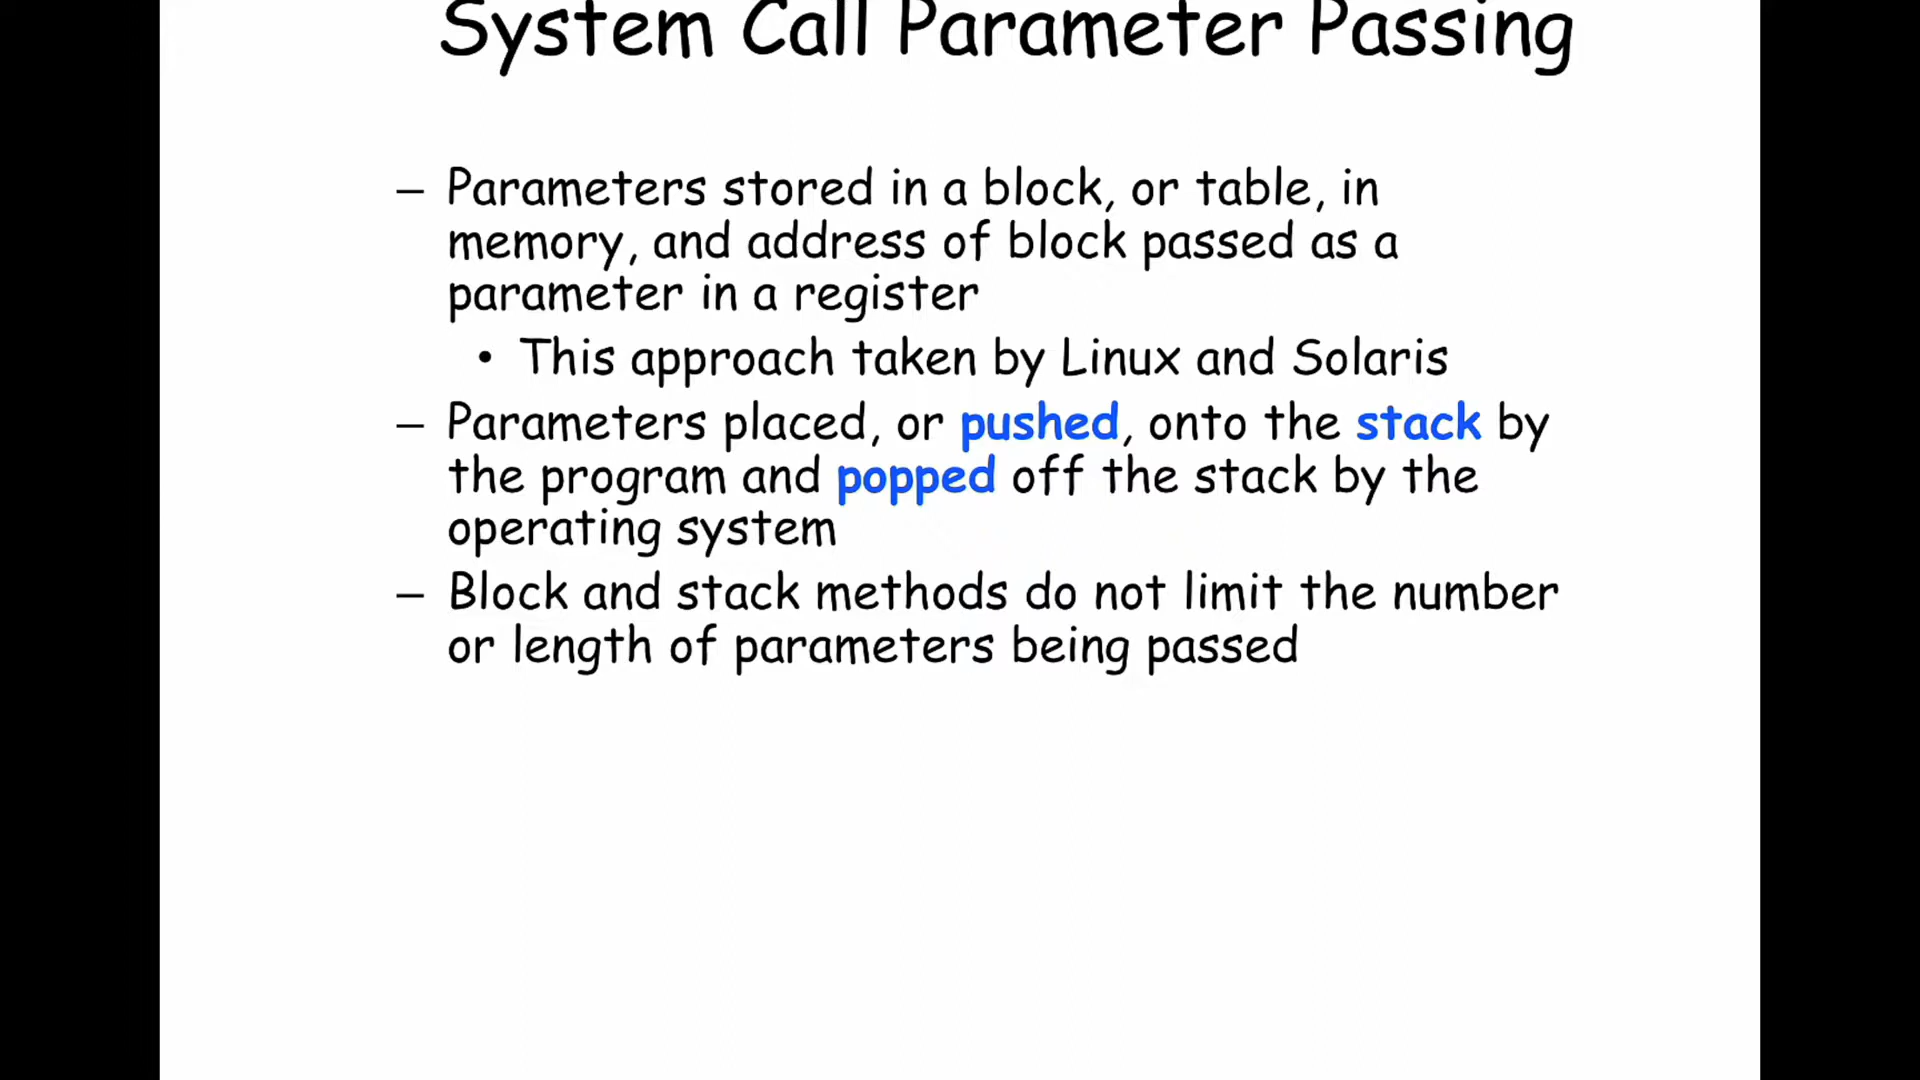 System Call Parameter Passing
– Parameters stored in a block, or table, in
memory, and address of block passed as a
parameter in a register
• This approach taken by Linux and Solaris
– Parameters placed, or pushed, onto the stack by
the program and popped off the stack by the
operating system
– Block and stack methods do not limit the number
or length of parameters being passed